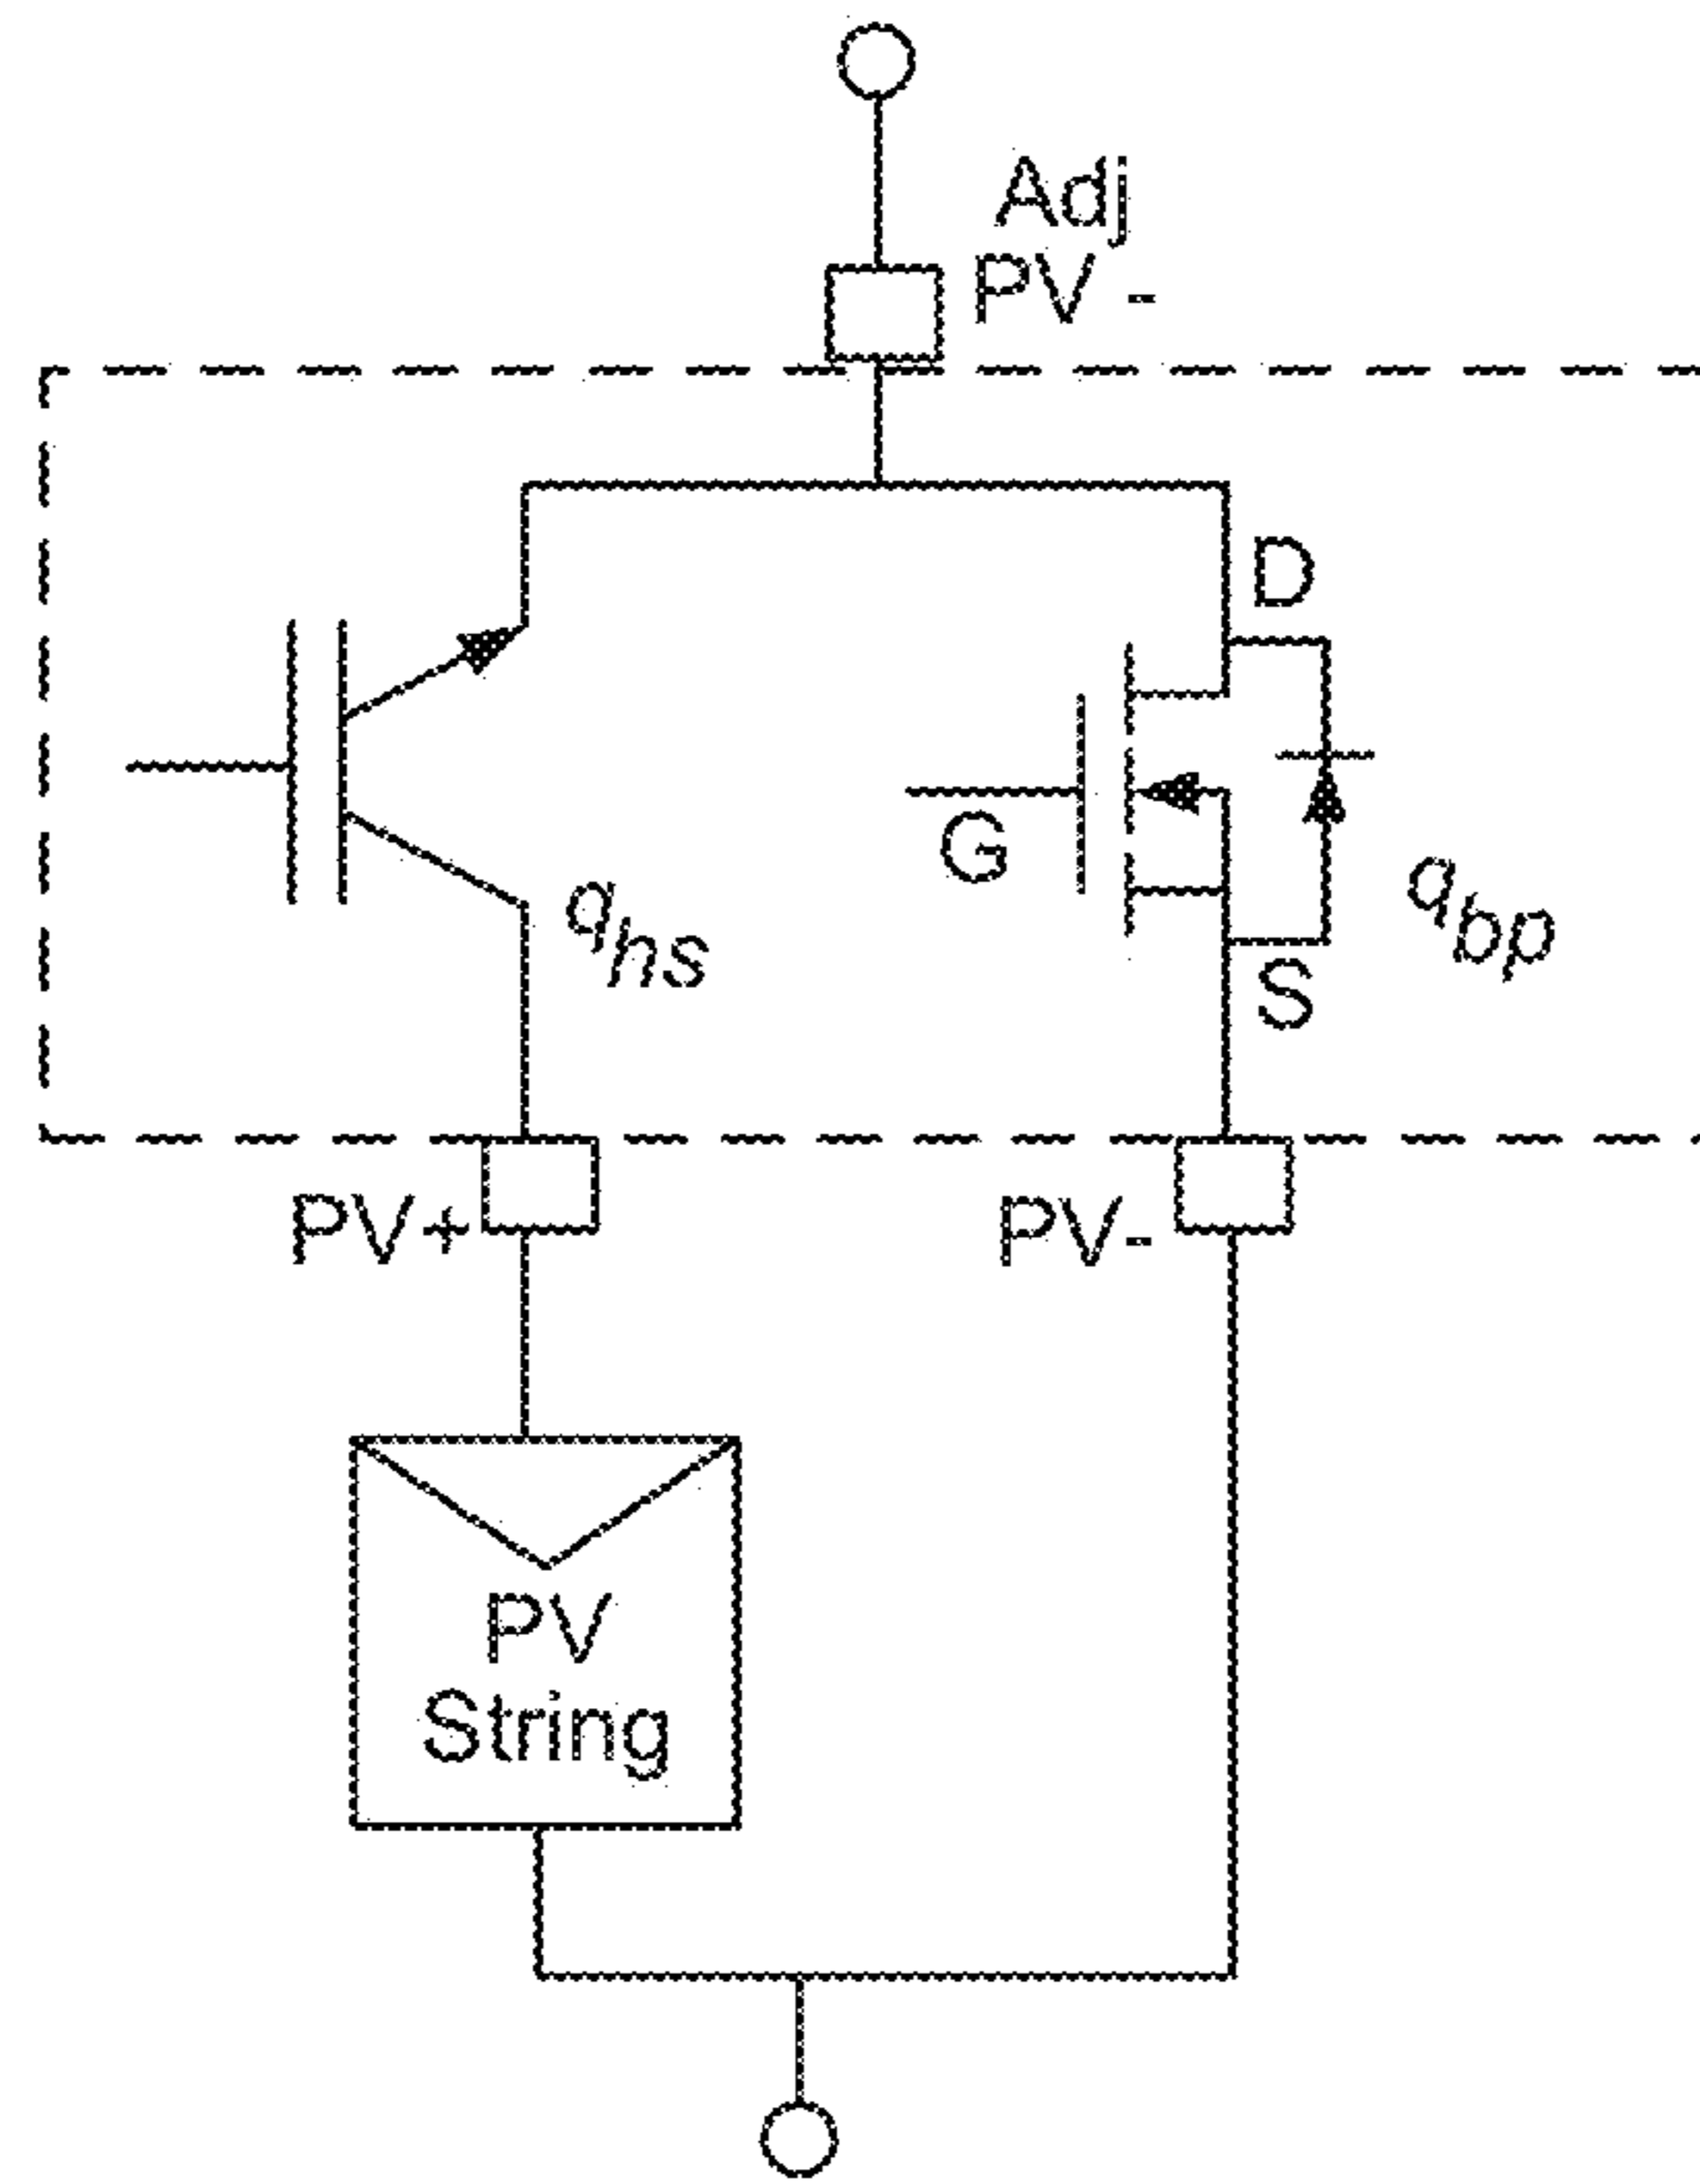 Adj
PV -
D
G
q_hs
q_bp
S
PV+
PV-
PV
String